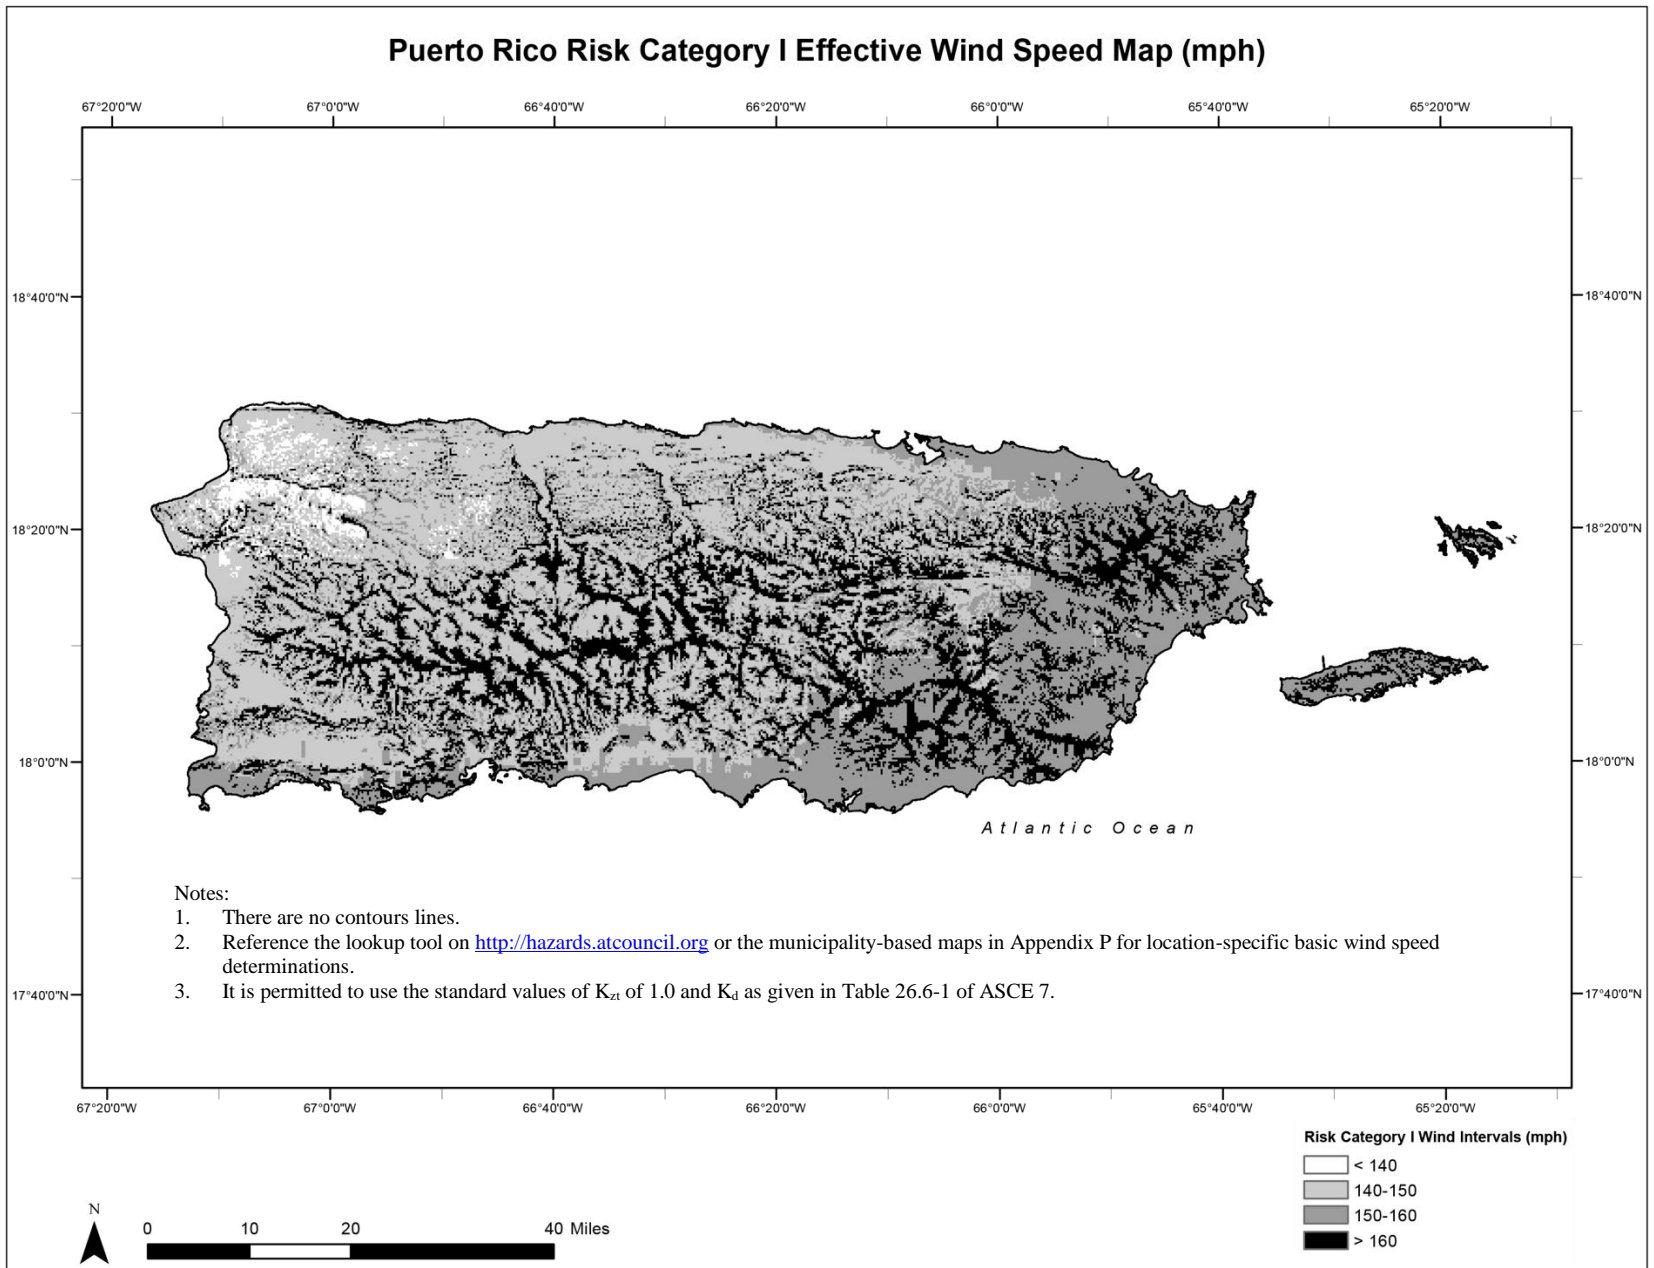 Puerto Rico Risk Category I Effective Wind Speed Map (mph)
67°20'0"W 67°0'0"W 66°40'0"W 66°20'0"W 66°0'0"W 65°40'0"W 65°20'0"W
18°40'0"N 18°40'0"N
18°20'0"N 18°20'0"N
18°0'0"N 18°0'0"N
Atlantic Ocean
Notes:
1. There are no contours lines.
2. Reference the lookup tool on http://hazards.atcouncil.org or the municipality-based maps in Appendix P for location-specific basic wind speed
determinations.
3. It is permitted to use the standard values of Kzt of 1.0 and Kd as given in Table 26.6-1 of ASCE 7.
17°40'0"N 17°40'0"N
67°20'0"W 67°0'0"W 66°40'0"W 66°20'0"W 66°0'0"W 65°40'0"W 65°20'0"W
Risk Category I Wind Intervals (mph)
< 140
140-150
150-160
> 160
N
0 10 20 40 Miles